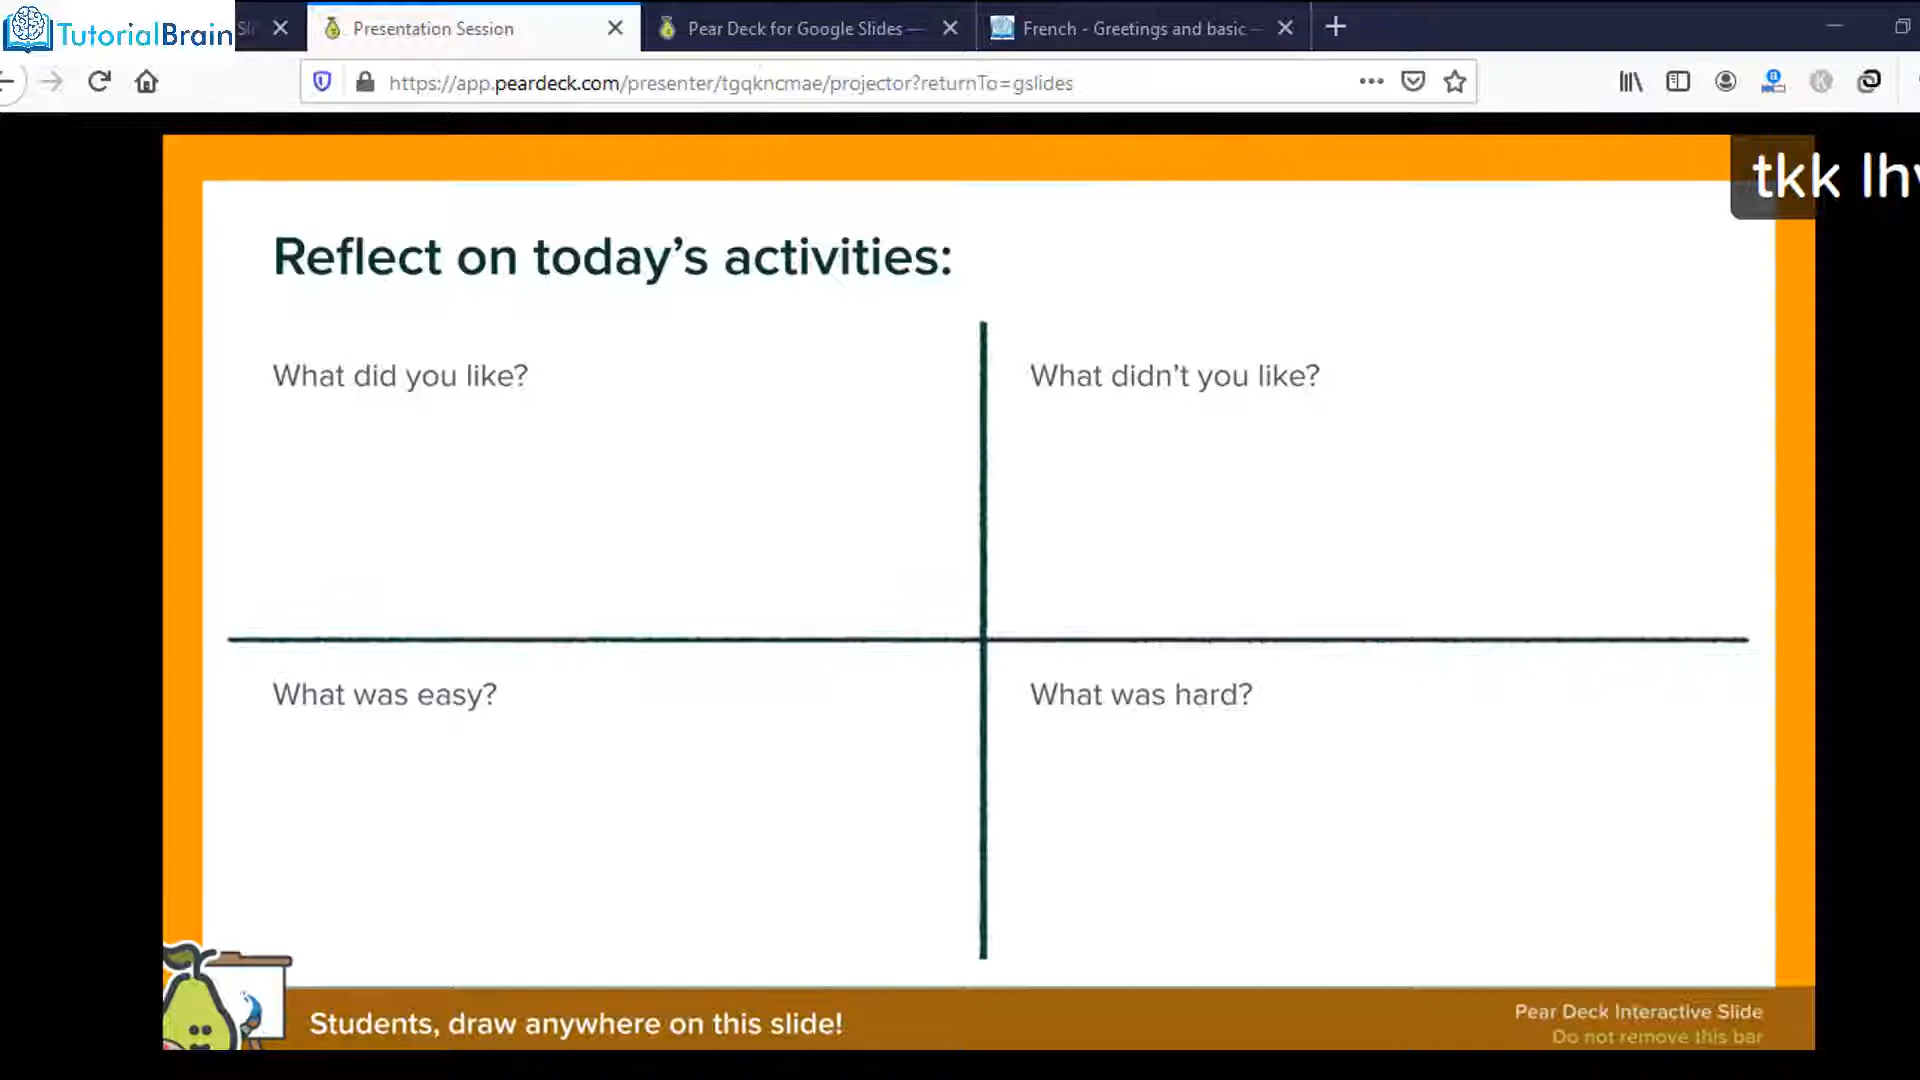 TutorialBrain
Presentation Session
Pear Deck for Google Slides —
French - Greetings and basic —
https://app.peardeck.com/presenter/tgqkncmae/projector?returnTo=gslides
tkk
Reflect on today's activities:
What did you like?
What didn't you like?
What was easy?
What was hard?
Students, draw anywhere on this slide!
Pear Deck Interactive Slide
Do not remove this bar